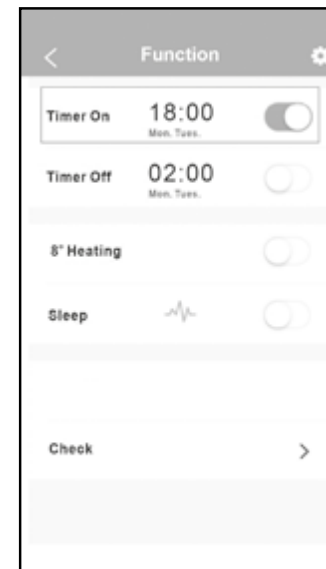 Function
Timer On 18:00
Mon. Tues.
Timer Off 02:00
Mon. Tues.
8° Heating
Sleep
Check